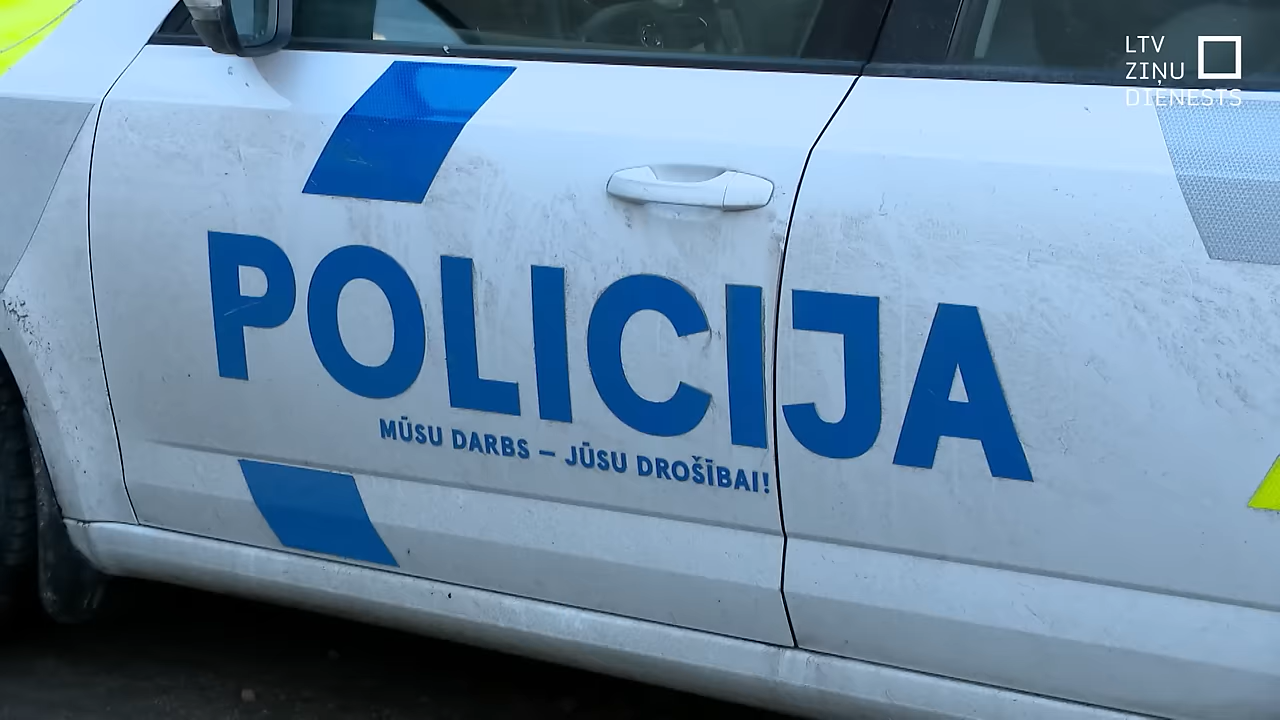 LTV
ZIŅU
DIENESTS
POLICIJA
MŪSU DARBS – JŪSU DROŠĪBAI!